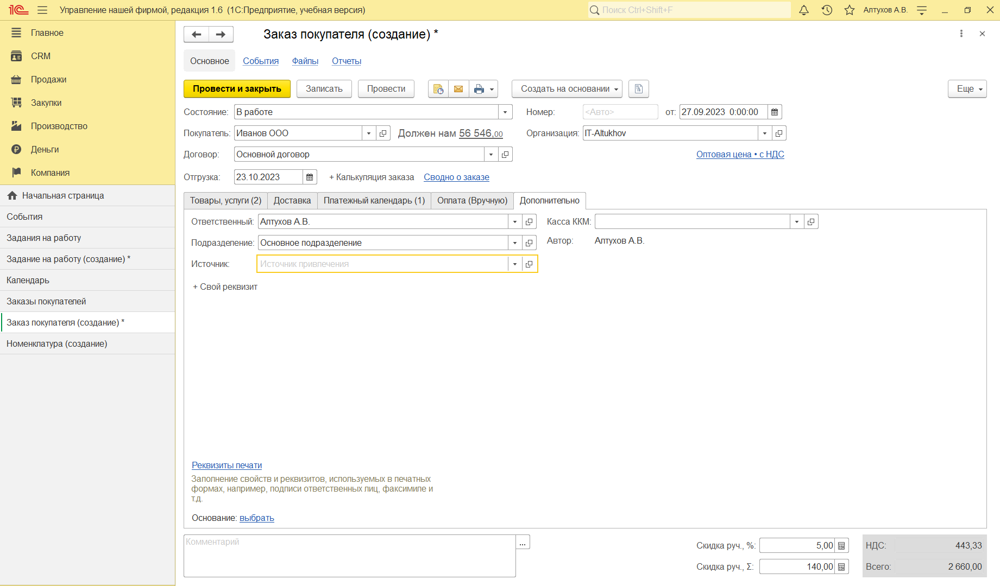 1С Управление нашей фирмой, редакция 1.6 (1С:Предприятие, учебная версия) Поиск Ctrl+Shift+F Алтухов А.В.
Главное
CRM
Продажи
Закупки
Производство
Деньги
Компания
Начальная страница
События
Задания на работу
Задание на работу (создание) *
Календарь
Заказы покупателей
Заказ покупателя (создание) *
Номенклатура (создание)
Заказ покупателя (создание) *
Основное События Файлы Отчеты
Провести и закрыть Записать Провести Создать на основании Еще
Состояние: В работе Номер: <Авто> от: 27.09.2023 0:00:00
Покупатель: Иванов ООО Должен нам 56 546,00 Организация: IT-Altukhov
Договор: Основной договор Оптовая цена • с НДС
Отгрузка: 23.10.2023 + Калькуляция заказа Сводно о заказе
Товары, услуги (2) Доставка Платежный календарь (1) Оплата (Вручную) Дополнительно
Ответственный: Алтухов А.В. Касса ККМ:
Подразделение: Основное подразделение Автор: Алтухов А.В.
Источник: Источник привлечения
+ Свой реквизит
Реквизиты печати
Заполнение свойств и реквизитов, используемых в печатных
формах, например, подписи ответственных лиц, факсимиле и
т.д.
Основание: выбрать
Комментарий ... Скидка руч., %: 5,00 НДС: 443,33
Скидка руч., Σ: 140,00 Всего: 2 660,00